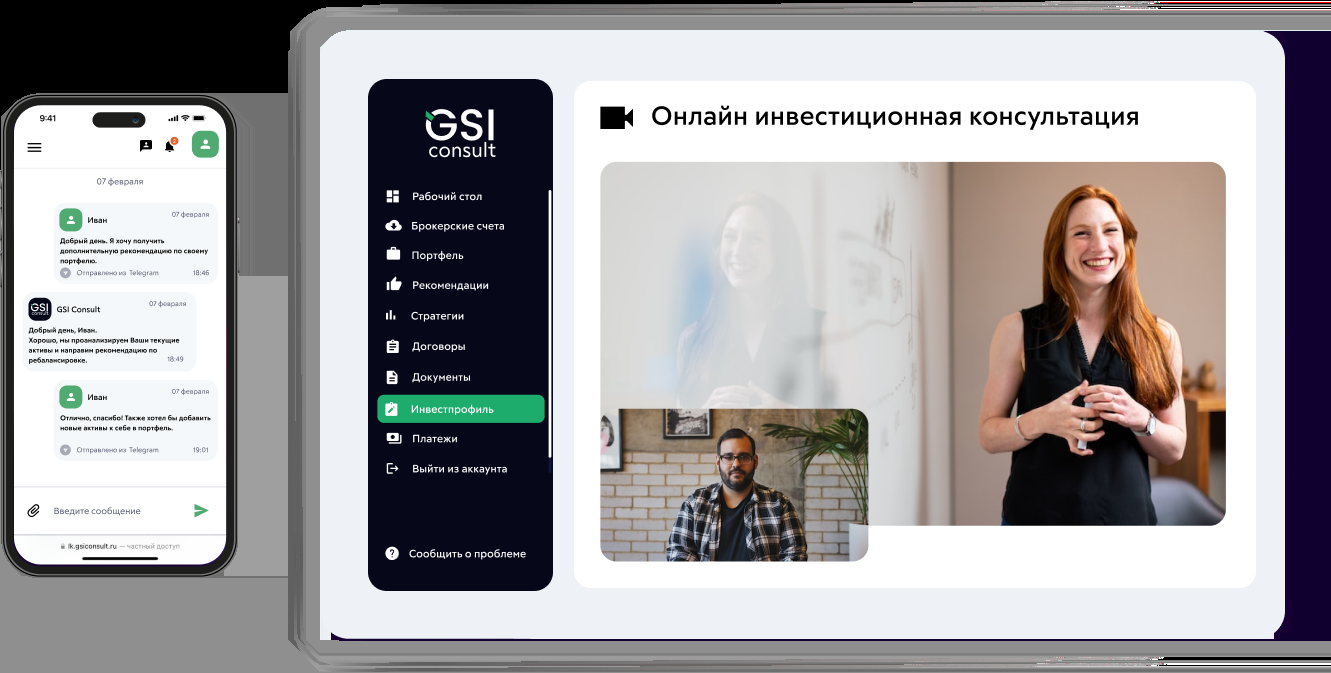 9:41
2
07 февраля
Иван
07 февраля
Добрый день. Я хочу получить
дополнительную рекомендацию по своему
портфелю.
Отправлено из Telegram
18:46
GSI
consult
GSI Consult
07 февраля
Добрый день, Иван.
Хорошо, мы проанализируем Ваши текущие
активы и направим рекомендацию по
ребалансировке.
18:49
Иван
07 февраля
Отлично, спасибо! Также хотел бы добавить
новые активы к себе в портфель.
Отправлено из Telegram
19:01
Введите сообщение
lk.gsiconsult.ru — частный доступ
GSI
consult
Рабочий стол
Брокерские счета
Портфель
Рекомендации
Стратегии
Договоры
Документы
Инвестпрофиль
Платежи
Выйти из аккаунта
Сообщить о проблеме
Онлайн инвестиционная консультация